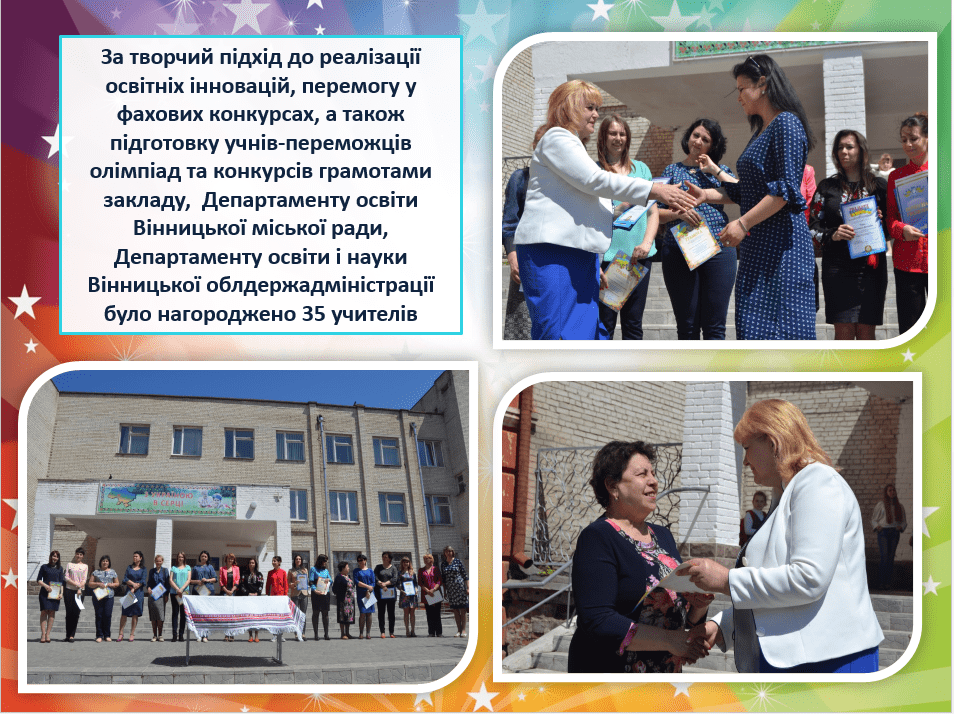 За творчий підхід до реалізації
освітніх інновацій, перемогу у
фахових конкурсах, а також
підготовку учнів-переможців
олімпіад та конкурсів грамотами
закладу,  Департаменту освіти
Вінницької міської ради,
Департаменту освіти і науки
Вінницької облдержадміністрації
було нагороджено 35 учителів
В СЕРЦІ